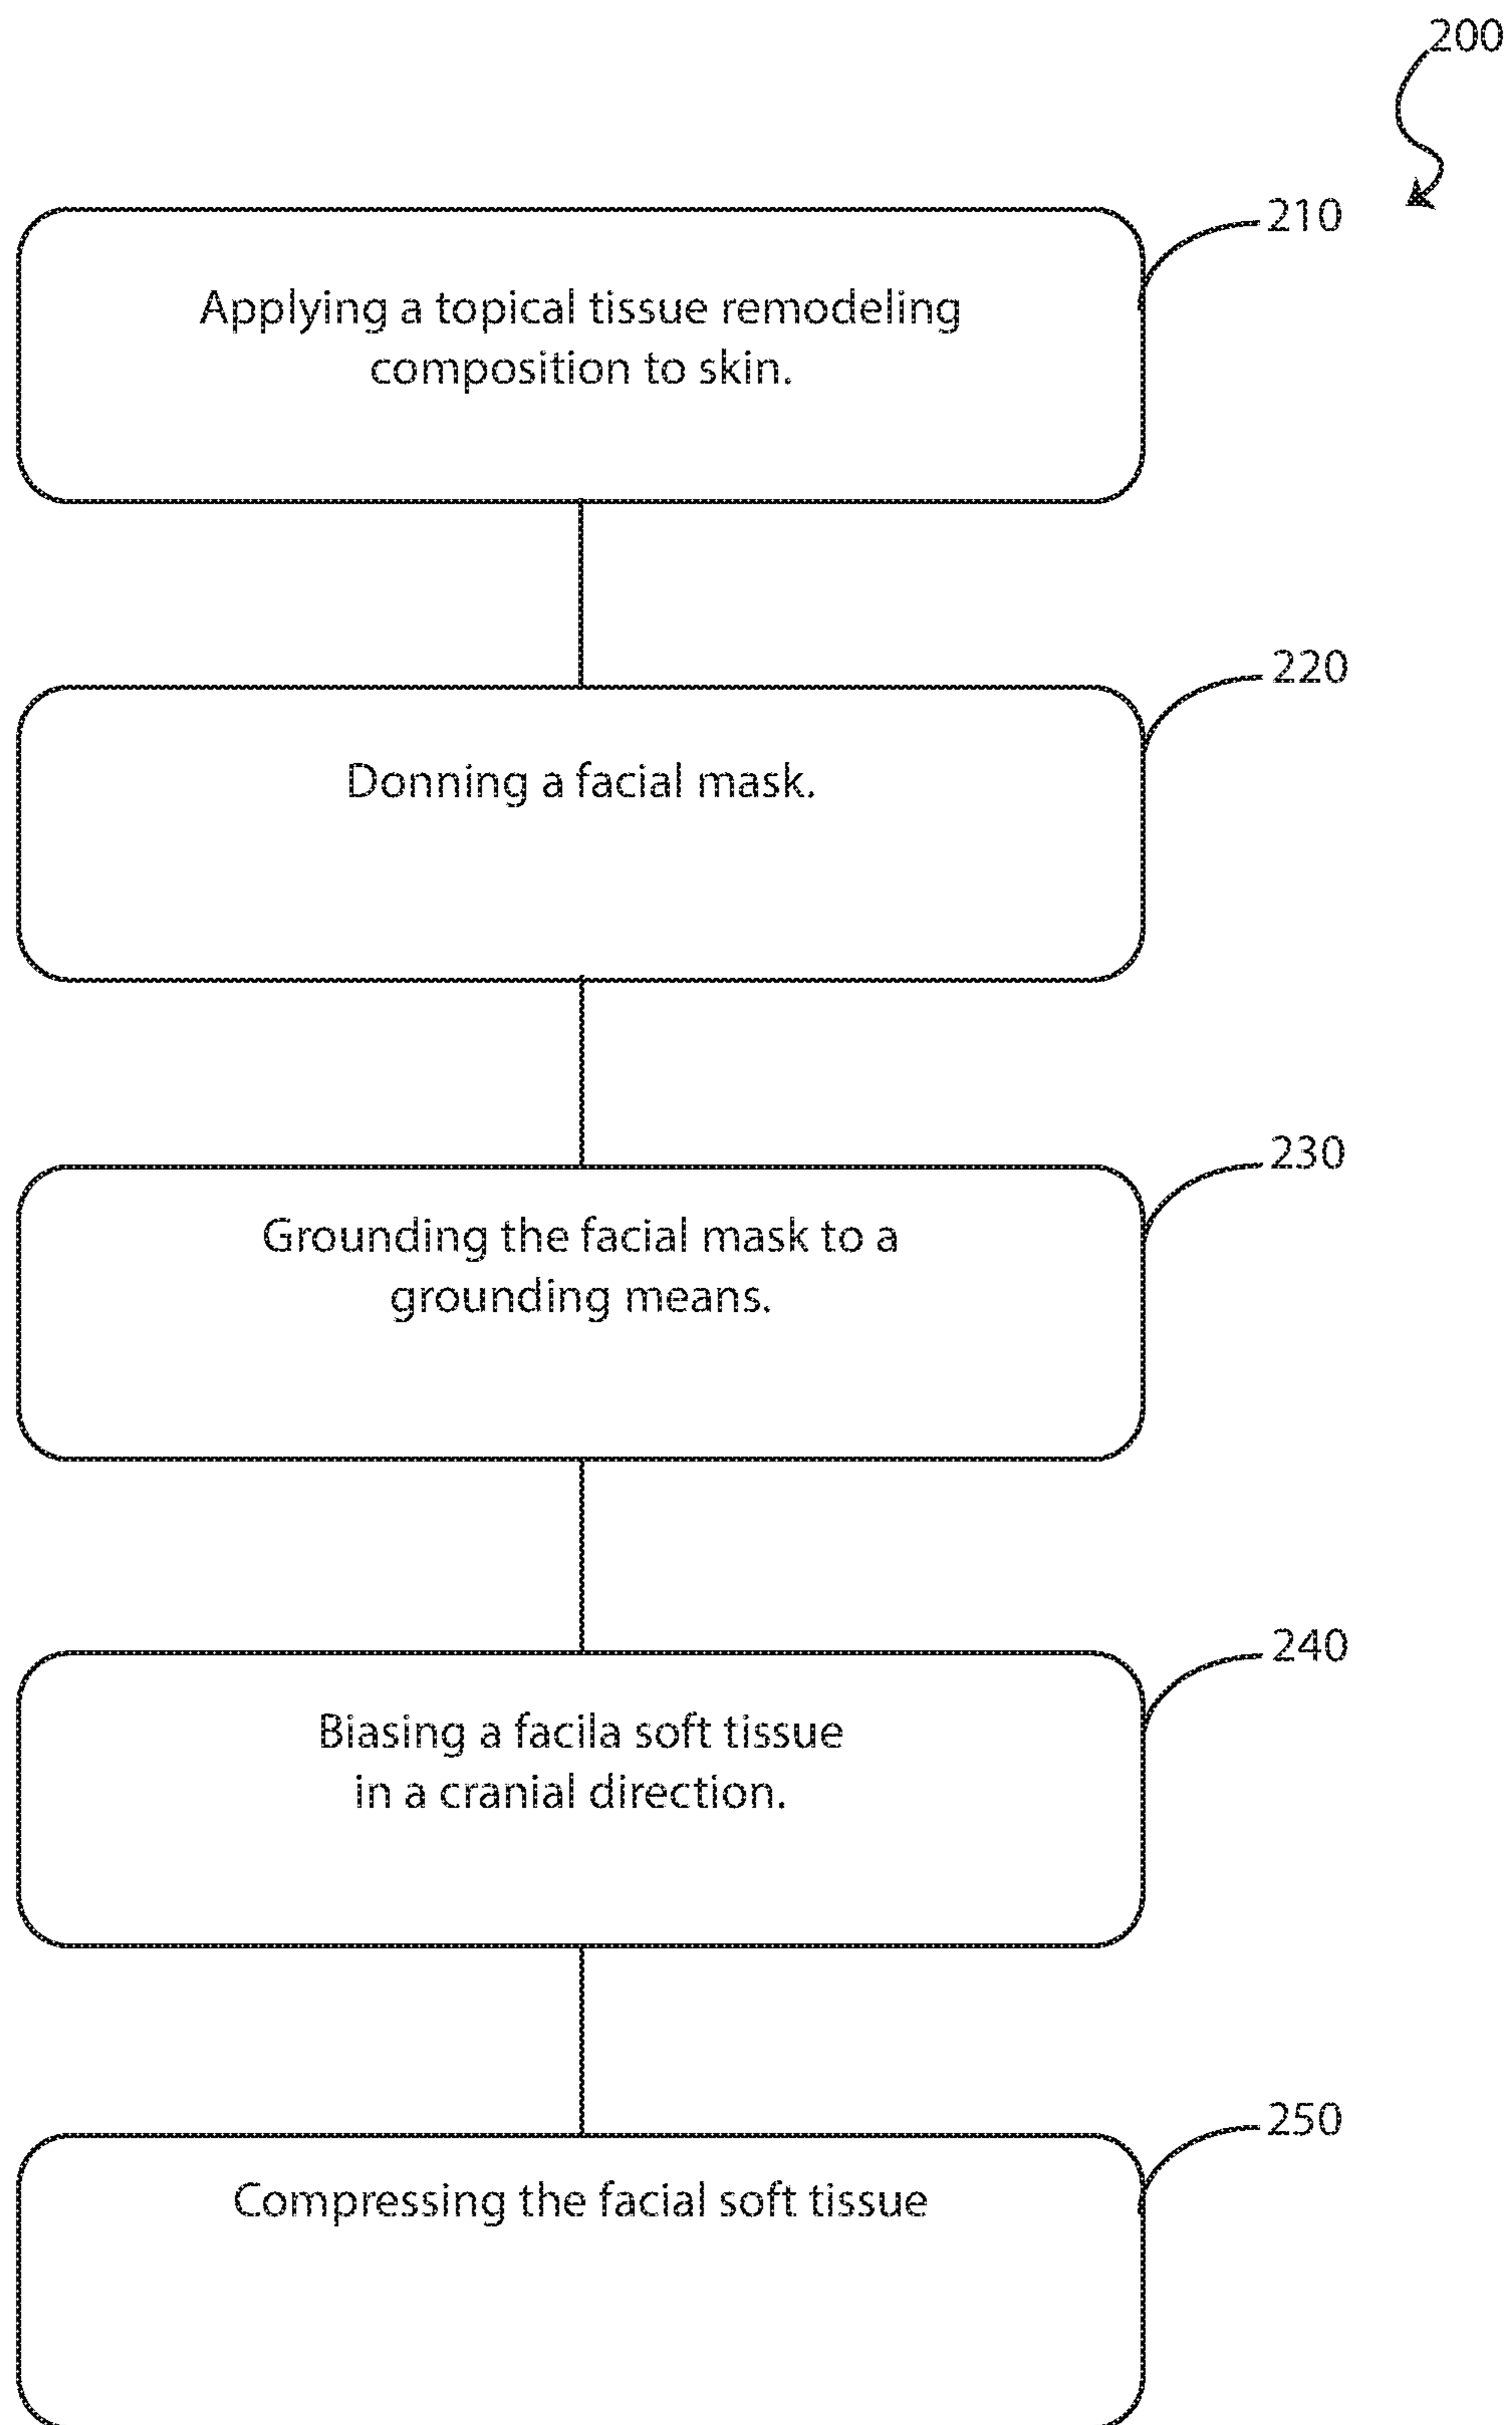 200
210
Applying a topical tissue remodeling
composition to skin.
220
Donning a facial mask.
230
Grounding the facial mask to a
grounding means.
240
Biasing a facila soft tissue
in a cranial direction.
250
Compressing the facial soft tissue